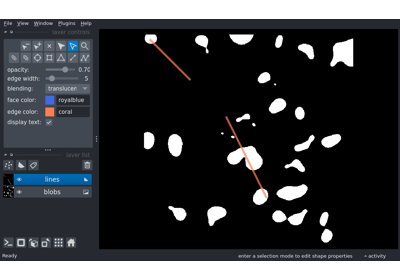 File View Window Plugins Help
layer controls
opacity: 0.70
edge width: 5
blending: translucen
face color: royalblue
edge color: coral
display text:
layer list
lines
blobs
Ready
enter a selection mode to edit shape properties
activity